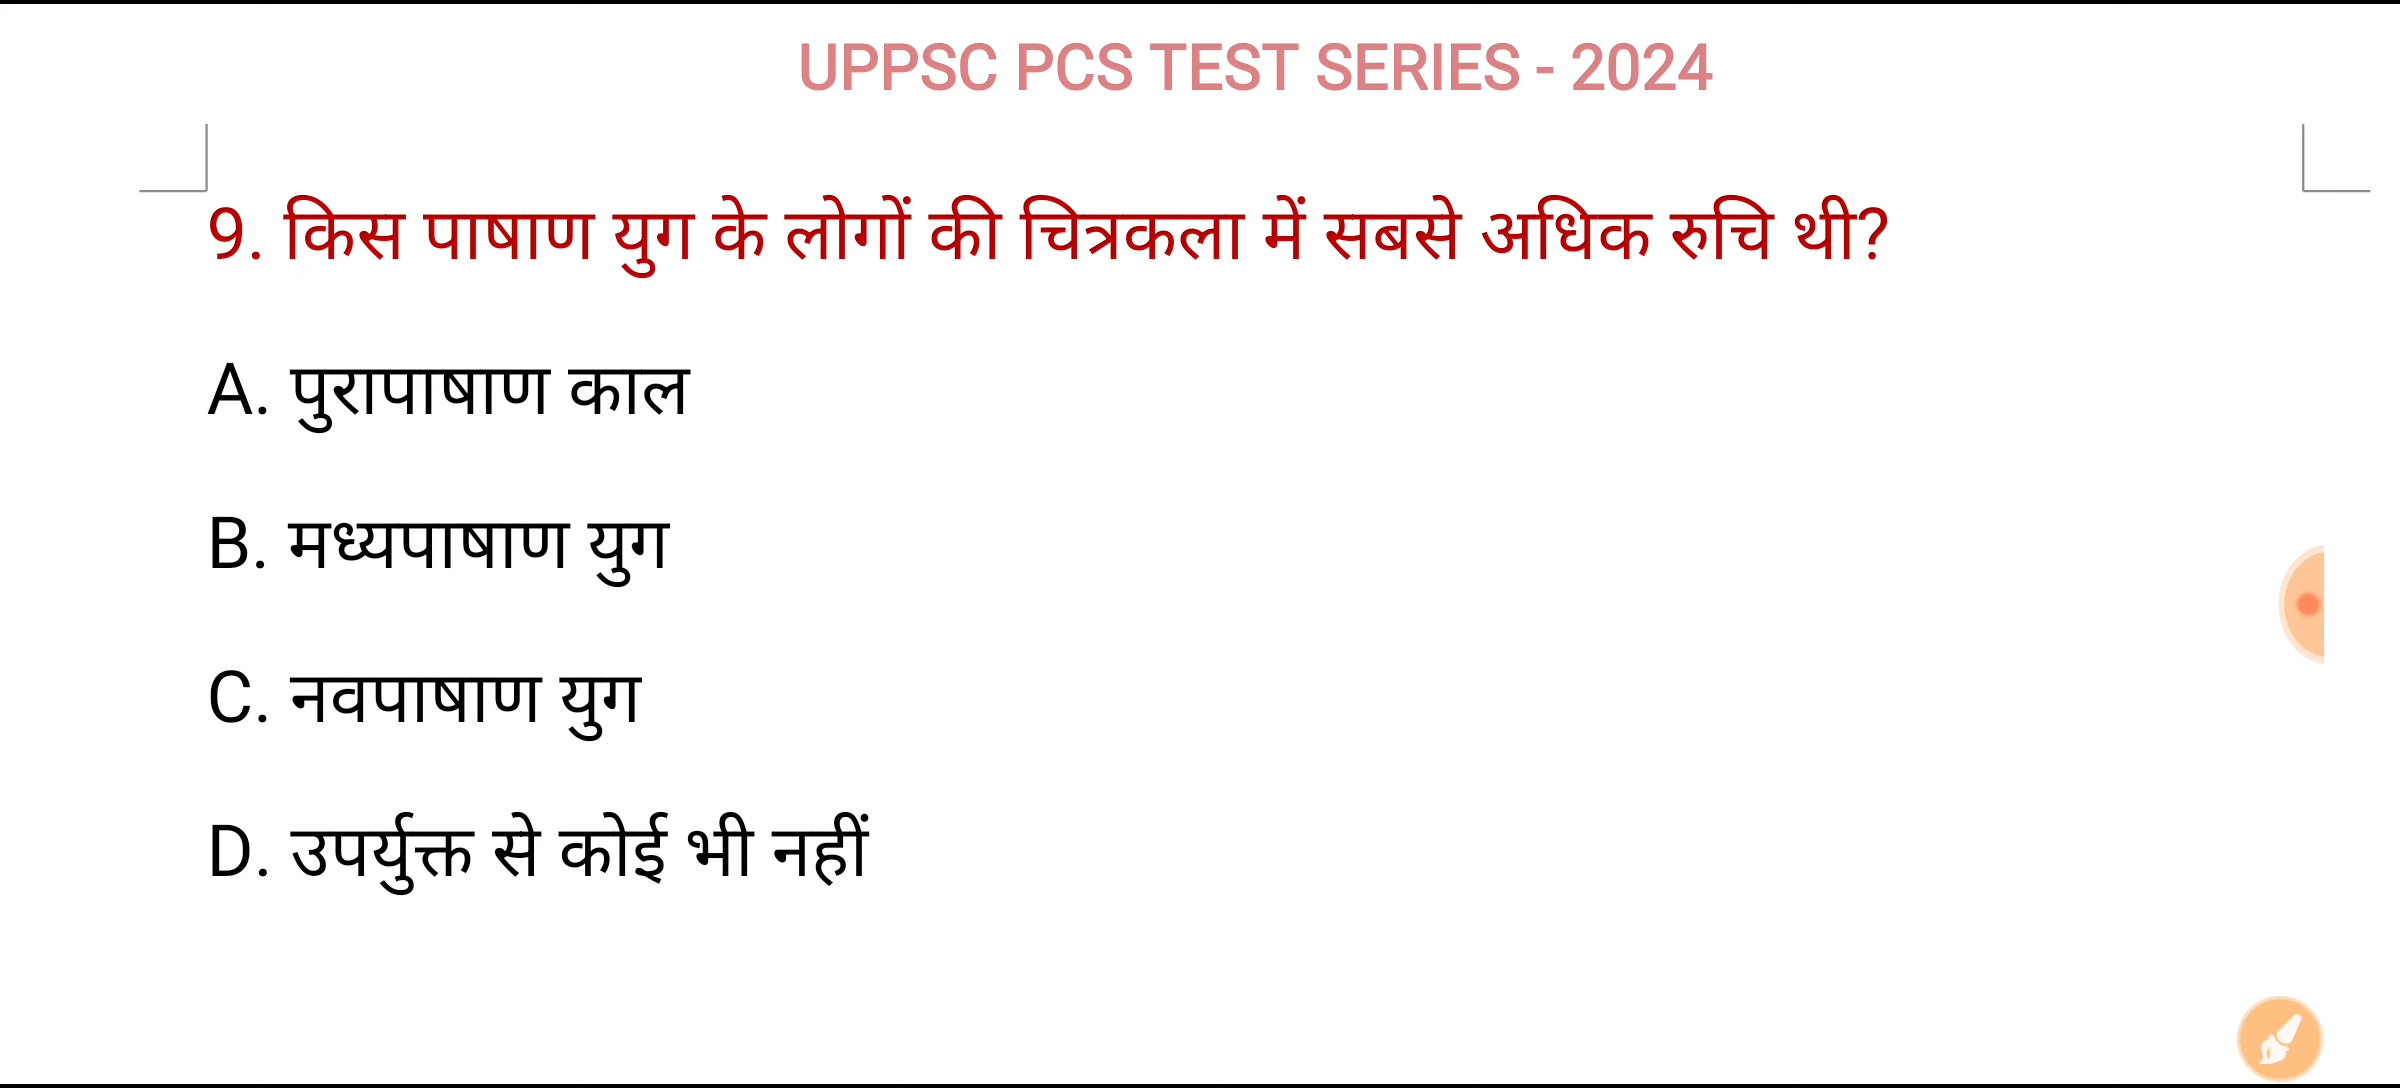 UPPSC PCS TEST SERIES - 2024
9. किस पाषाण युग के लोगों की चित्रकला में सबसे अधिक रुचि थी?
A. पुरापाषाण काल
B. मध्यपाषाण युग
C. नवपाषाण युग
D. उपर्युक्त से कोई भी नहीं